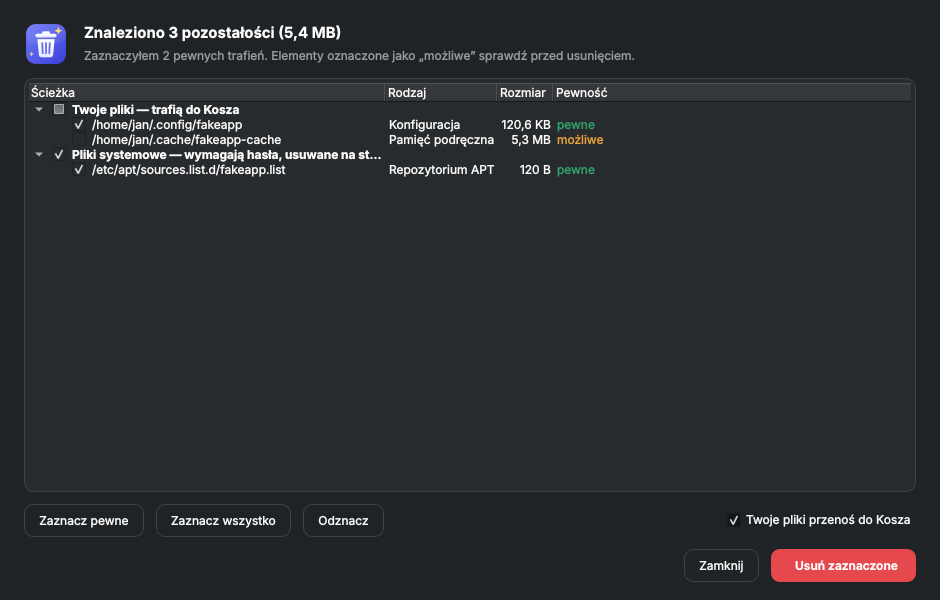 Znaleziono 3 pozostałości (5,4 MB)
Zaznaczyłem 2 pewnych trafień. Elementy oznaczone jako „możliwe” sprawdź przed usunięciem.
Ścieżka Rodzaj Rozmiar Pewność
Twoje pliki — trafią do Kosza
/home/jan/.config/fakeapp Konfiguracja 120,6 KB pewne
/home/jan/.cache/fakeapp-cache Pamięć podręczna 5,3 MB możliwe
Pliki systemowe — wymagają hasła, usuwane na st...
/etc/apt/sources.list.d/fakeapp.list Repozytorium APT 120 B pewne
Zaznacz pewne Zaznacz wszystko Odznacz Twoje pliki przenoś do Kosza
Zamknij Usuń zaznaczone